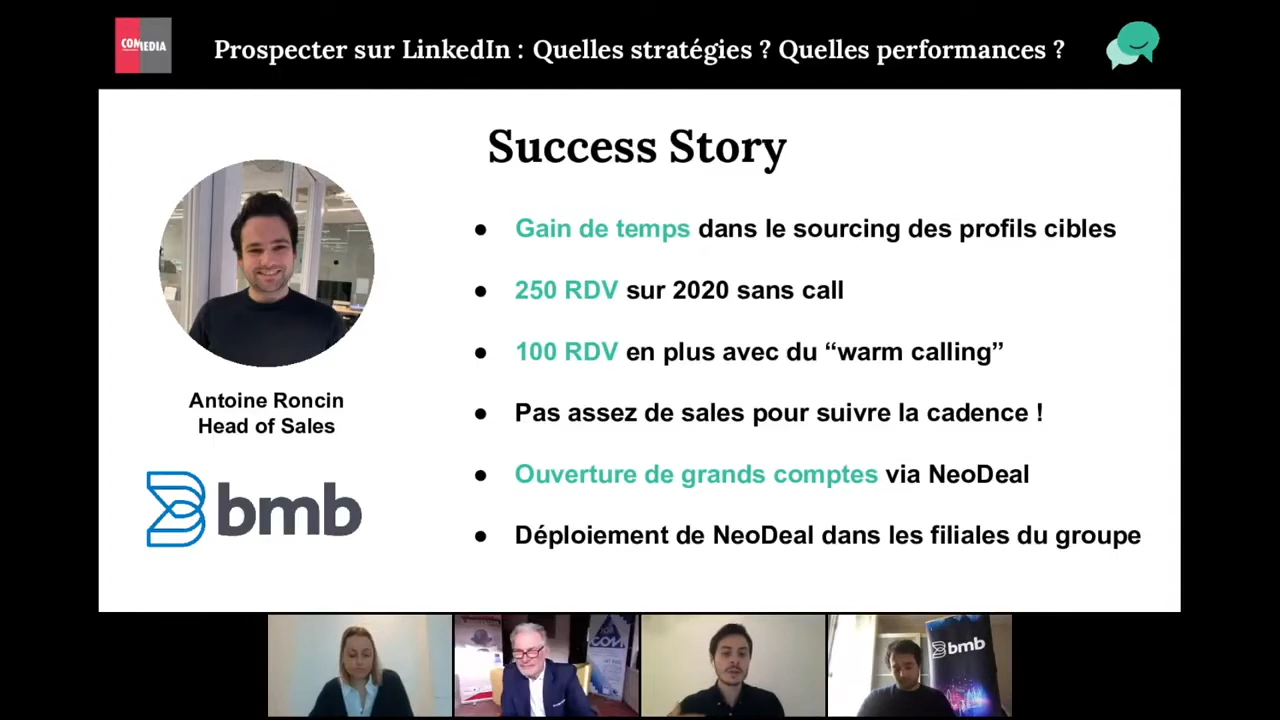 COMEDIA
Prospecter sur LinkedIn : Quelles stratégies ? Quelles performances ?
Success Story
● Gain de temps dans le sourcing des profils cibles
● 250 RDV sur 2020 sans call
● 100 RDV en plus avec du “warm calling”
● Pas assez de sales pour suivre la cadence !
● Ouverture de grands comptes via NeoDeal
● Déploiement de NeoDeal dans les filiales du groupe
Antoine Roncin
Head of Sales
bmb
COM
bmb